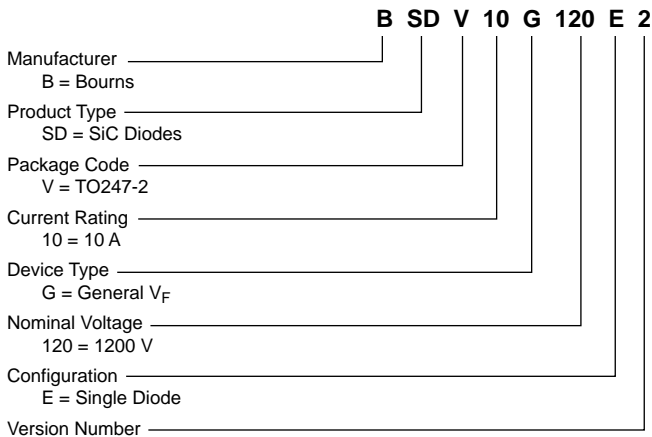 B SD V 10 G 120 E 2
Manufacturer
B = Bourns
Product Type
SD = SiC Diodes
Package Code
V = TO247-2
Current Rating
10 = 10 A
Device Type
G = General VF
Nominal Voltage
120 = 1200 V
Configuration
E = Single Diode
Version Number